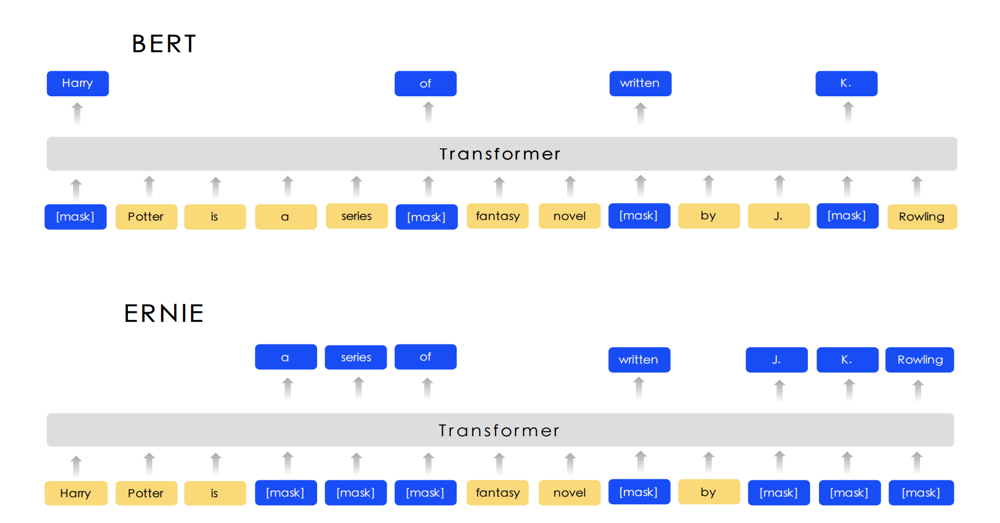 BERT
Harry of written K.
Transformer
[mask] Potter is a series [mask] fantasy novel [mask] by J. [mask] Rowling
ERNIE
a series of written J. K. Rowling
Transformer
Harry Potter is [mask] [mask] [mask] fantasy novel [mask] by [mask] [mask] [mask]